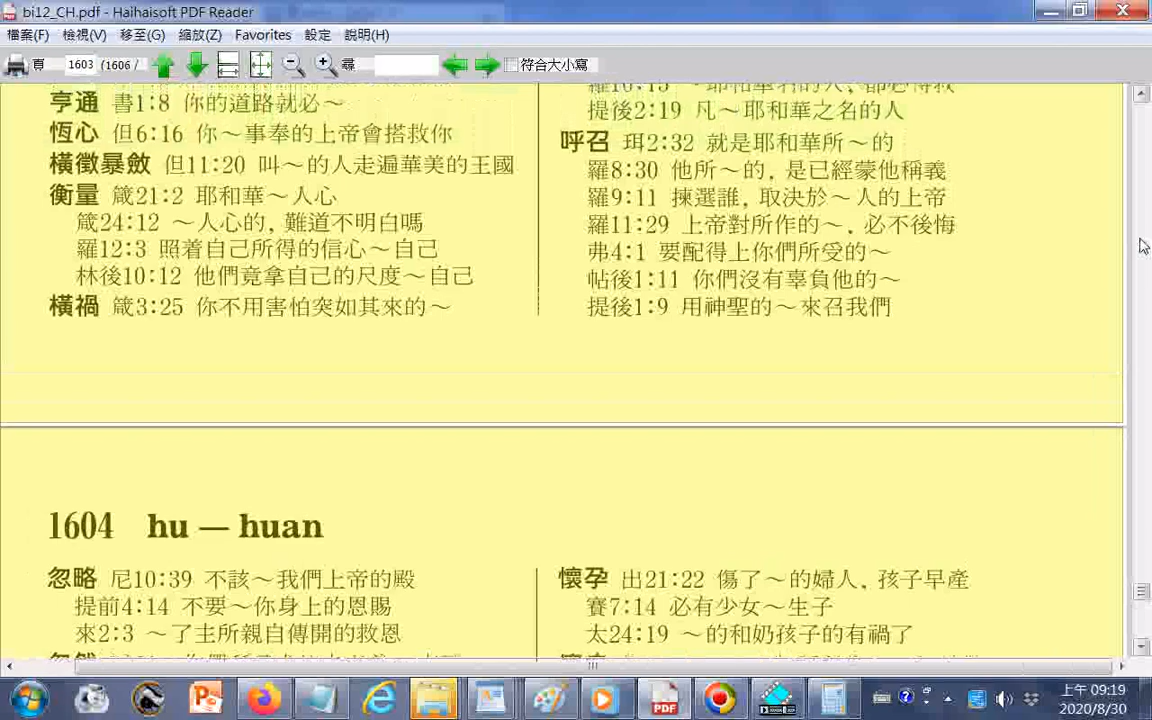 bi12_CH.pdf - Haihaisoft PDF Reader
檔案(F) 檢視(V) 移至(G) 縮放(Z) Favorites 設定 說明(H)
頁 1603 (1606 / 尋 符合大小寫
亨通 書1:8 你的道路就必～
恆心 但6:16 你～事奉的上帝會搭救你
橫徵暴斂 但11:20 叫～的人走遍華美的王國
衡量 箴21:2 耶和華～人心
箴24:12 ～人心的, 難道不明白嗎
羅12:3 照着自己所得的信心～自己
林後10:12 他們竟拿自己的尺度～自己
橫禍 箴3:25 你不用害怕突如其來的～
提後2:19 凡～耶和華之名的人
呼召 珥2:32 就是耶和華所～的
羅8:30 他所～的, 是已經蒙他稱義
羅9:11 揀選誰, 取決於～人的上帝
羅11:29 上帝對所作的～, 必不後悔
弗4:1 要配得上你們所受的～
帖後1:11 你們沒有辜負他的～
提後1:9 用神聖的～來召我們
1604 hu — huan
忽略 尼10:39 不該～我們上帝的殿
提前4:14 不要～你身上的恩賜
來2:3 ～了主所親自傳開的救恩
懷孕 出21:22 傷了～的婦人, 孩子早產
賽7:14 必有少女～生子
太24:19 ～的和奶孩子的有禍了
上午 09:19
2020/8/30